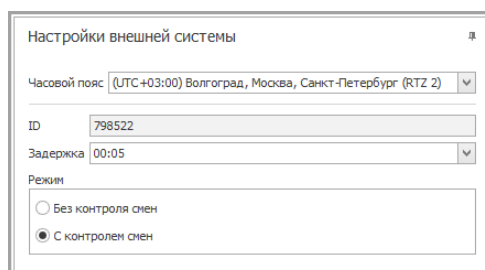 Настройки внешней системы
Часовой пояс (UTC+03:00) Волгоград, Москва, Санкт-Петербург (RTZ 2)
ID 798522
Задержка 00:05
Режим
Без контроля смен
С контролем смен